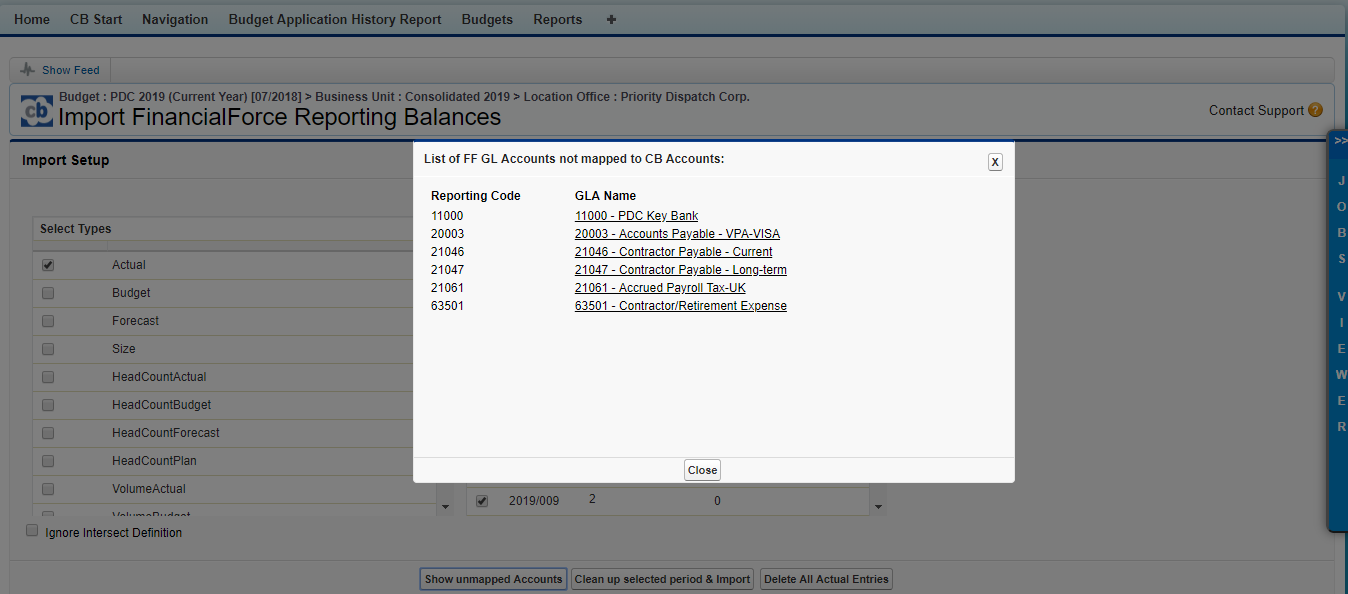 Home CB Start Navigation Budget Application History Report Budgets Reports +
Show Feed
Budget : PDC 2019 (Current Year) [07/2018] > Business Unit : Consolidated 2019 > Location Office : Priority Dispatch Corp.
cb Import FinancialForce Reporting Balances
Contact Support ?
Import Setup
List of FF GL Accounts not mapped to CB Accounts: X
Reporting Code GLA Name
11000 11000 - PDC Key Bank
20003 20003 - Accounts Payable - VPA-VISA
21046 21046 - Contractor Payable - Current
21047 21047 - Contractor Payable - Long-term
21061 21061 - Accrued Payroll Tax-UK
63501 63501 - Contractor/Retirement Expense
Close
Select Types
Actual
Budget
Forecast
Size
HeadCountActual
HeadCountBudget
HeadCountForecast
HeadCountPlan
VolumeActual
VolumeBudget
2019/009 2 0
Ignore Intersect Definition
Show unmapped Accounts Clean up selected period & Import Delete All Actual Entries
>>
J
O
B
S
V
I
E
W
E
R